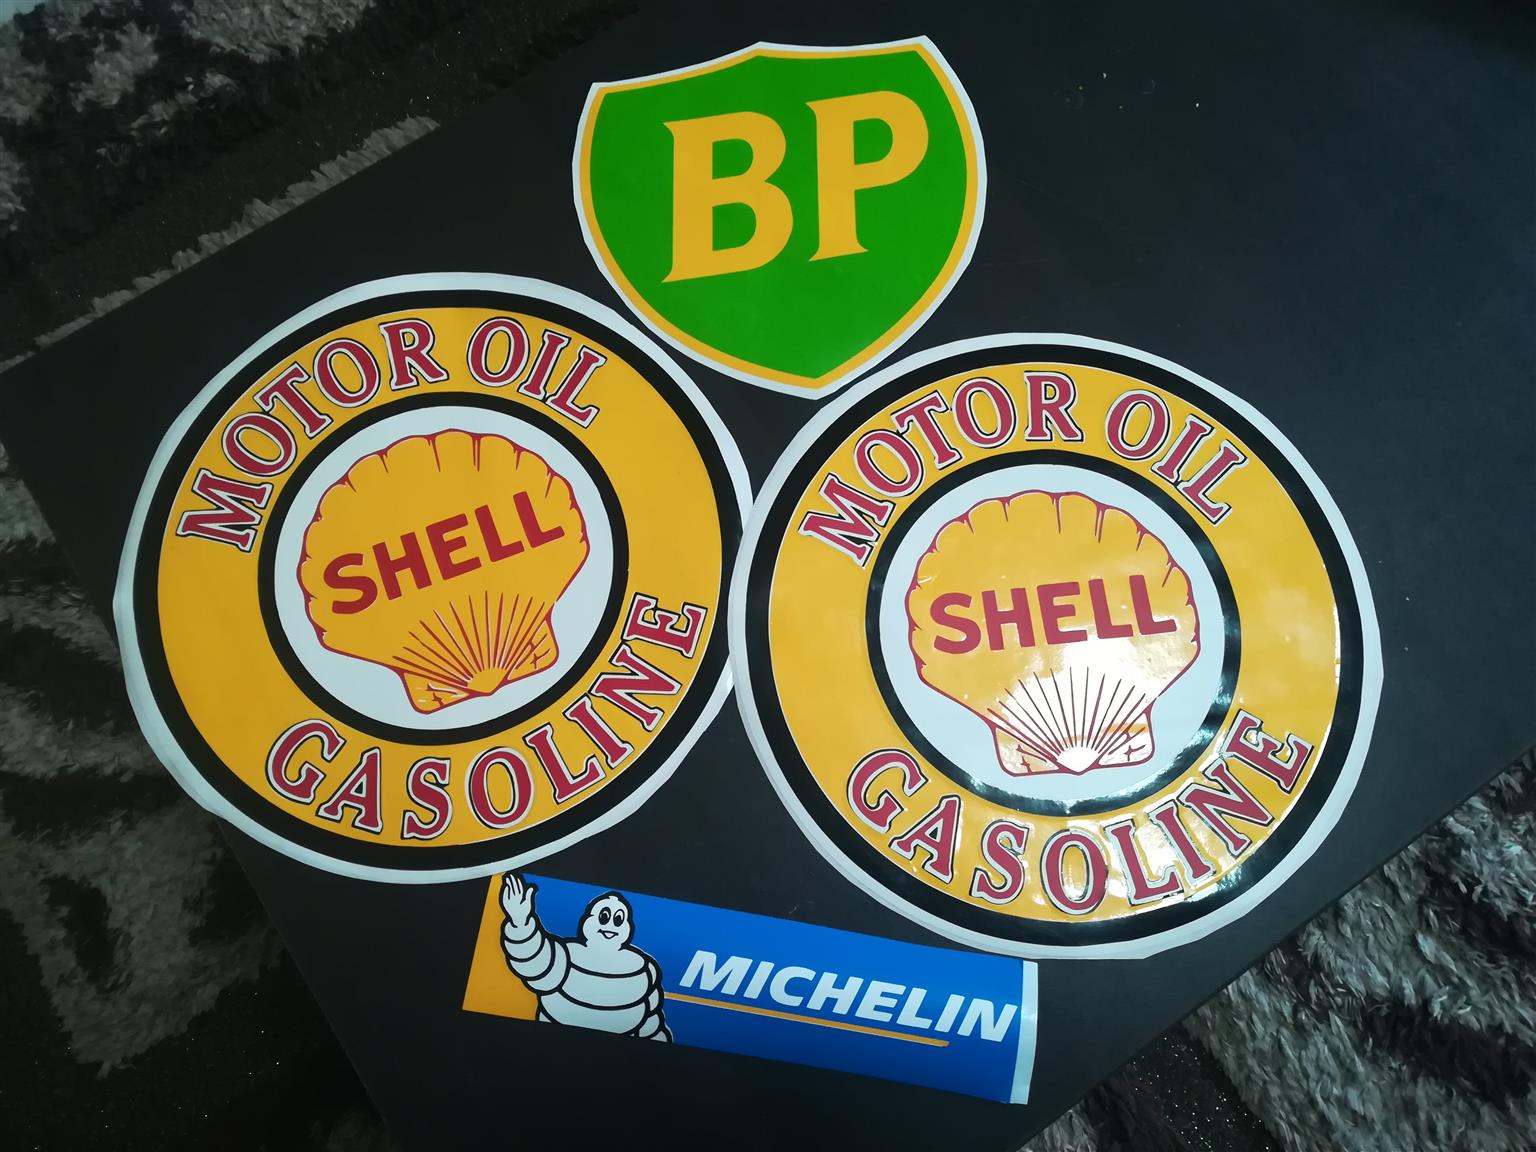 BP
MOTOR OIL
SHELL
GASOLINE
MOTOR OIL
SHELL
GASOLINE
MICHELIN